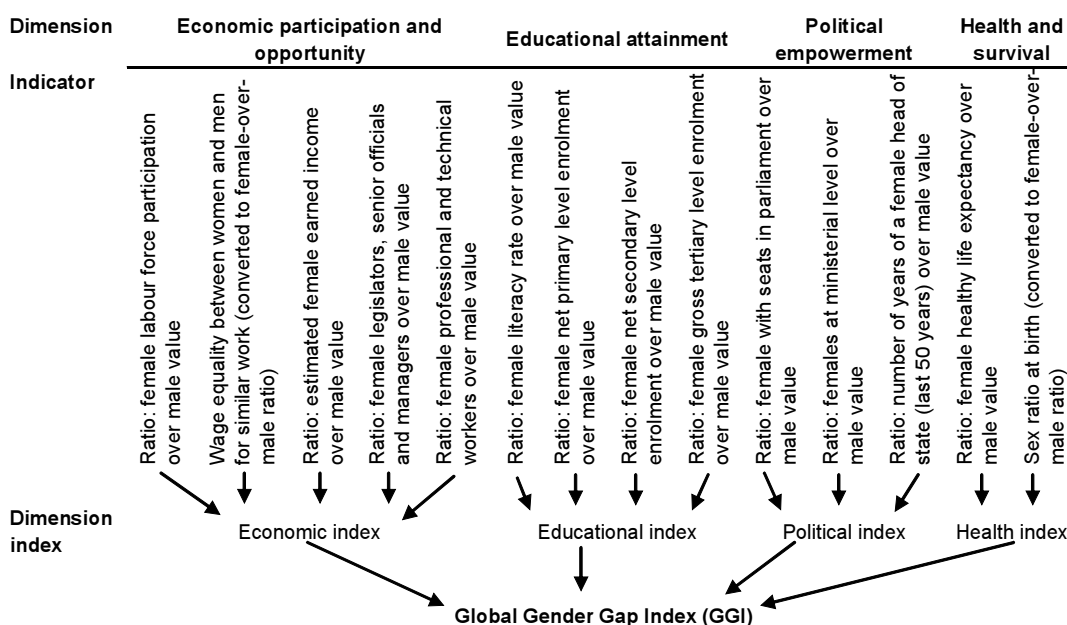 Dimension
Economic participation and
opportunity
Educational attainment
Political
empowerment
Health and
survival
Indicator
Ratio: female labour force participation
over male value
Wage equality between women and men
for similar work (converted to female-over-
male ratio)
Ratio: estimated female earned income
over male value
Ratio: female legislators, senior officials
and managers over male value
Ratio: female professional and technical
workers over male value
Ratio: female literacy rate over male value
Ratio: female net primary level enrolment
over male value
Ratio: female net secondary level
enrolment over male value
Ratio: female gross tertiary level enrolment
over male value
Ratio: female with seats in parliament over
male value
Ratio: females at ministerial level over
male value
Ratio: number of years of a female head of
state (last 50 years) over male value
Ratio: female healthy life expectancy over
male value
Sex ratio at birth (converted to female-over-
male ratio)
Dimension
index
Economic index
Educational index
Political index
Health index
Global Gender Gap Index (GGI)